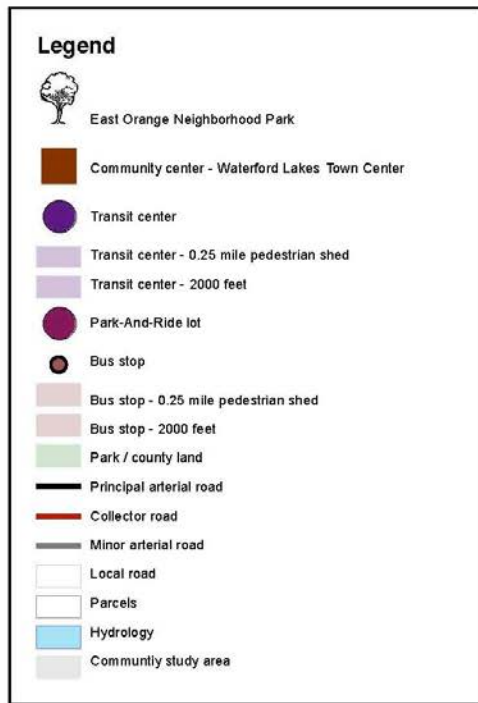 Legend
East Orange Neighborhood Park
Community center - Waterford Lakes Town Center
Transit center
Transit center - 0.25 mile pedestrian shed
Transit center - 2000 feet
Park-And-Ride lot
Bus stop
Bus stop - 0.25 mile pedestrian shed
Bus stop - 2000 feet
Park / county land
Principal arterial road
Collector road
Minor arterial road
Local road
Parcels
Hydrology
Communtiy study area